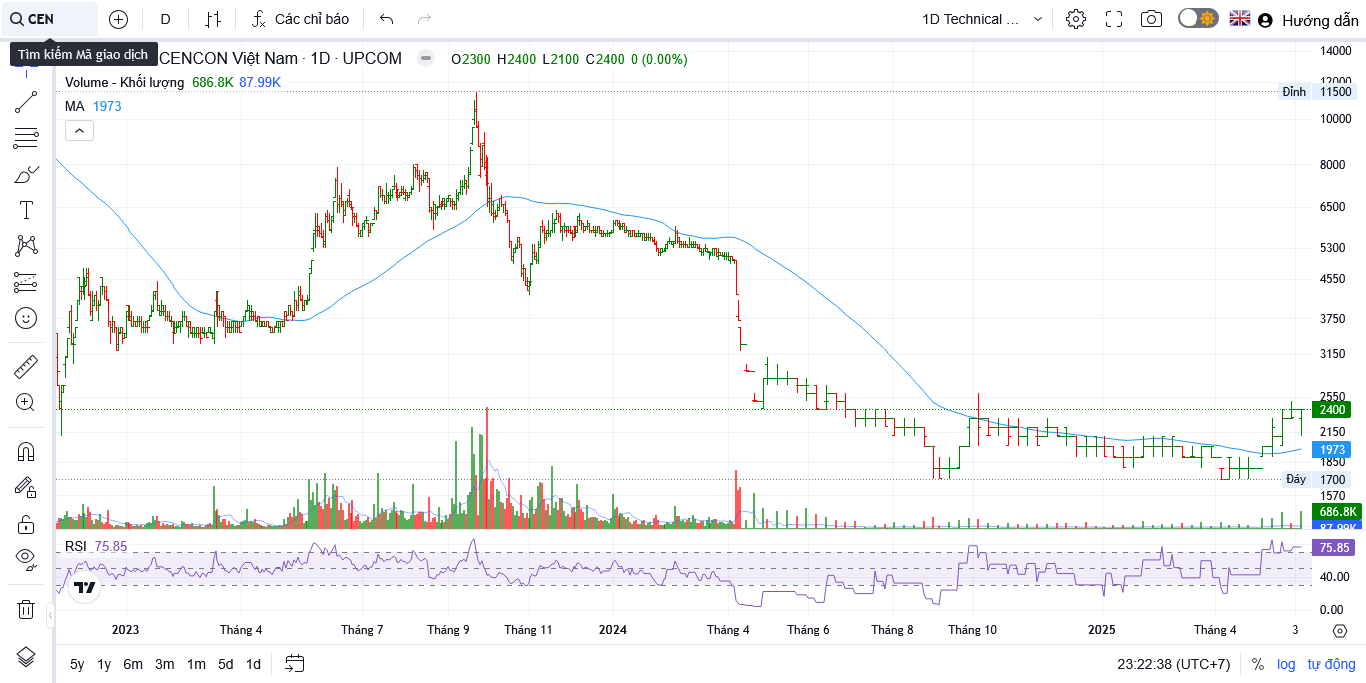 CEN
D
Các chỉ báo
1D Technical ...
Hướng dẫn
Tìm kiếm Mã giao dịch
CENCON Việt Nam · 1D · UPCOM
O2300 H2400 L2100 C2400 0 (0.00%)
Volume - Khối lượng 686.8K 87.99K
MA 1973
14000
12000
Đỉnh 11500
10000
8000
6500
5300
4550
3750
3150
2550
2400
2150
1973
1850
Đáy 1700
1570
686.8K
87.99K
RSI 75.85
75.85
40.00
0.00
2023 Tháng 4 Tháng 7 Tháng 9 Tháng 11 2024 Tháng 4 Tháng 6 Tháng 8 Tháng 10 2025 Tháng 4 3
5y 1y 6m 3m 1m 5d 1d
23:22:38 (UTC+7) % log tự động